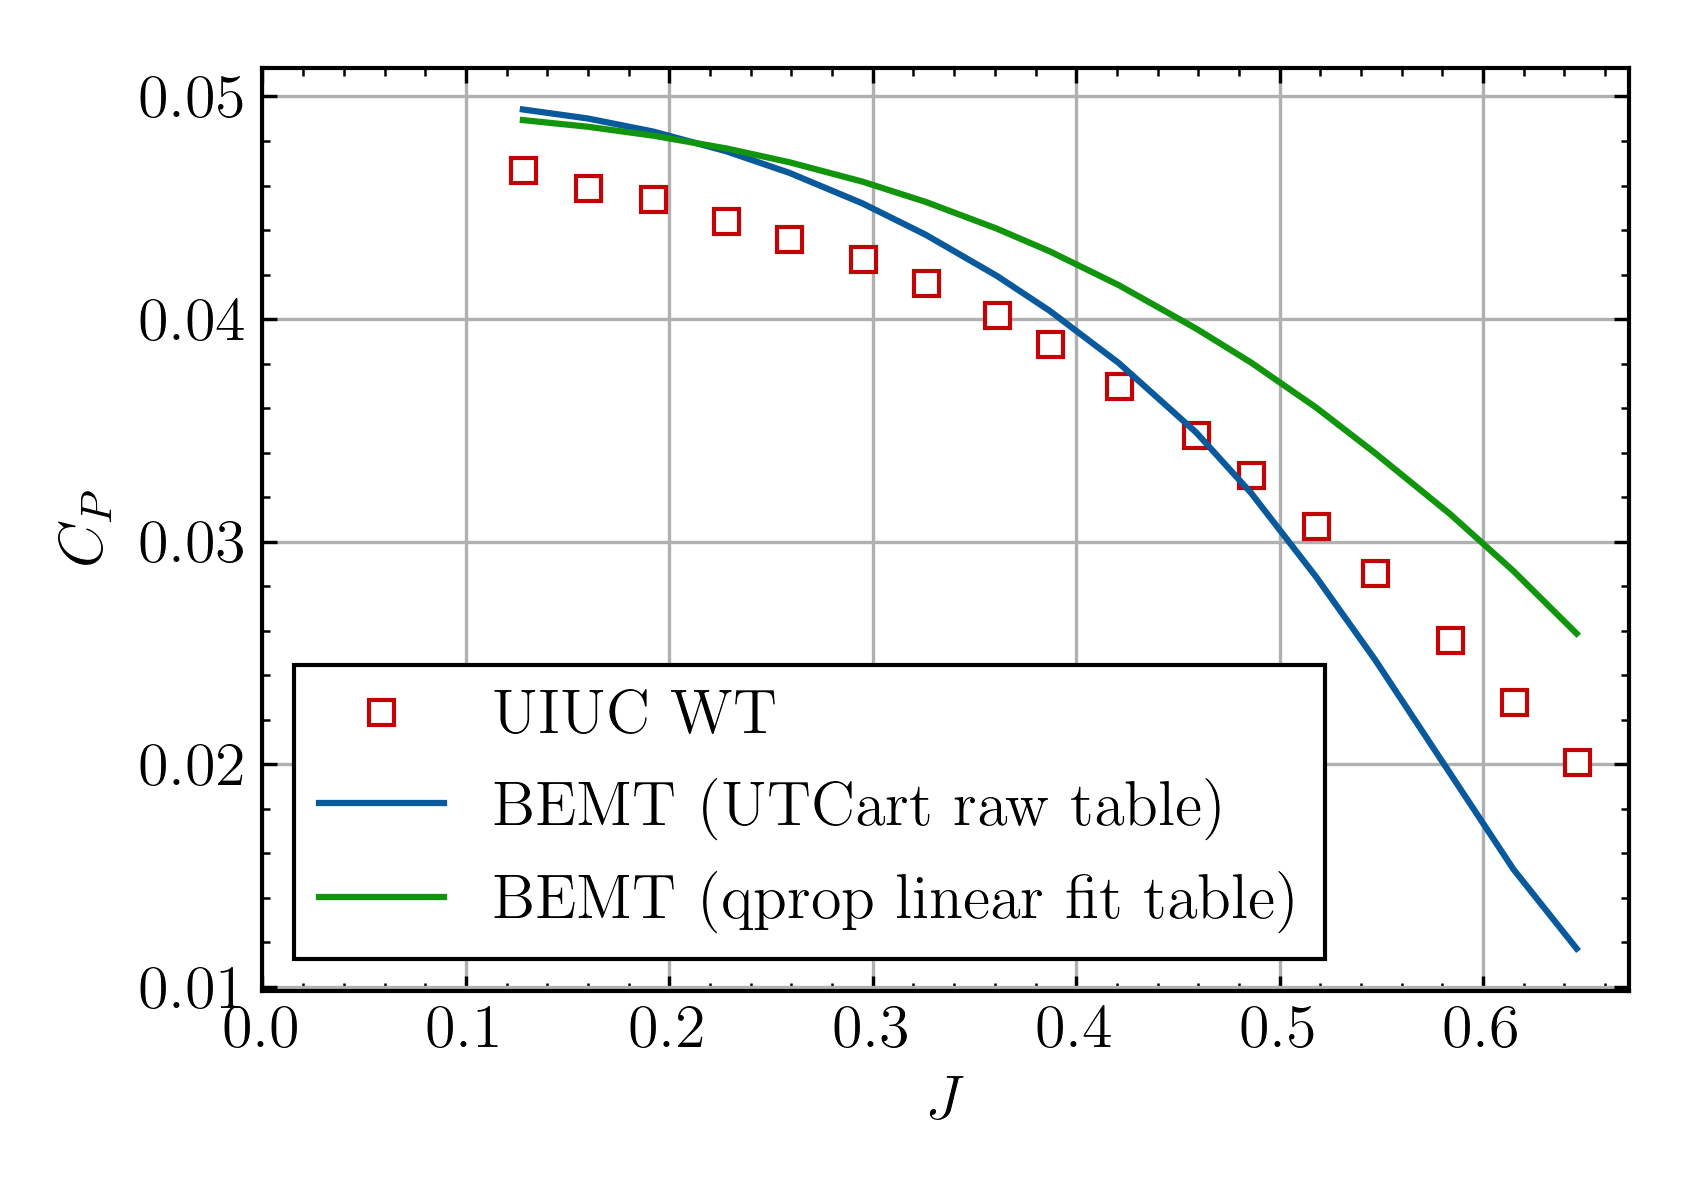 0.05
0.04
0.03
0.02
0.01
C_P
UIUC WT
BEMT (UTCart raw table)
BEMT (qprop linear fit table)
0.0 0.1 0.2 0.3 0.4 0.5 0.6
J